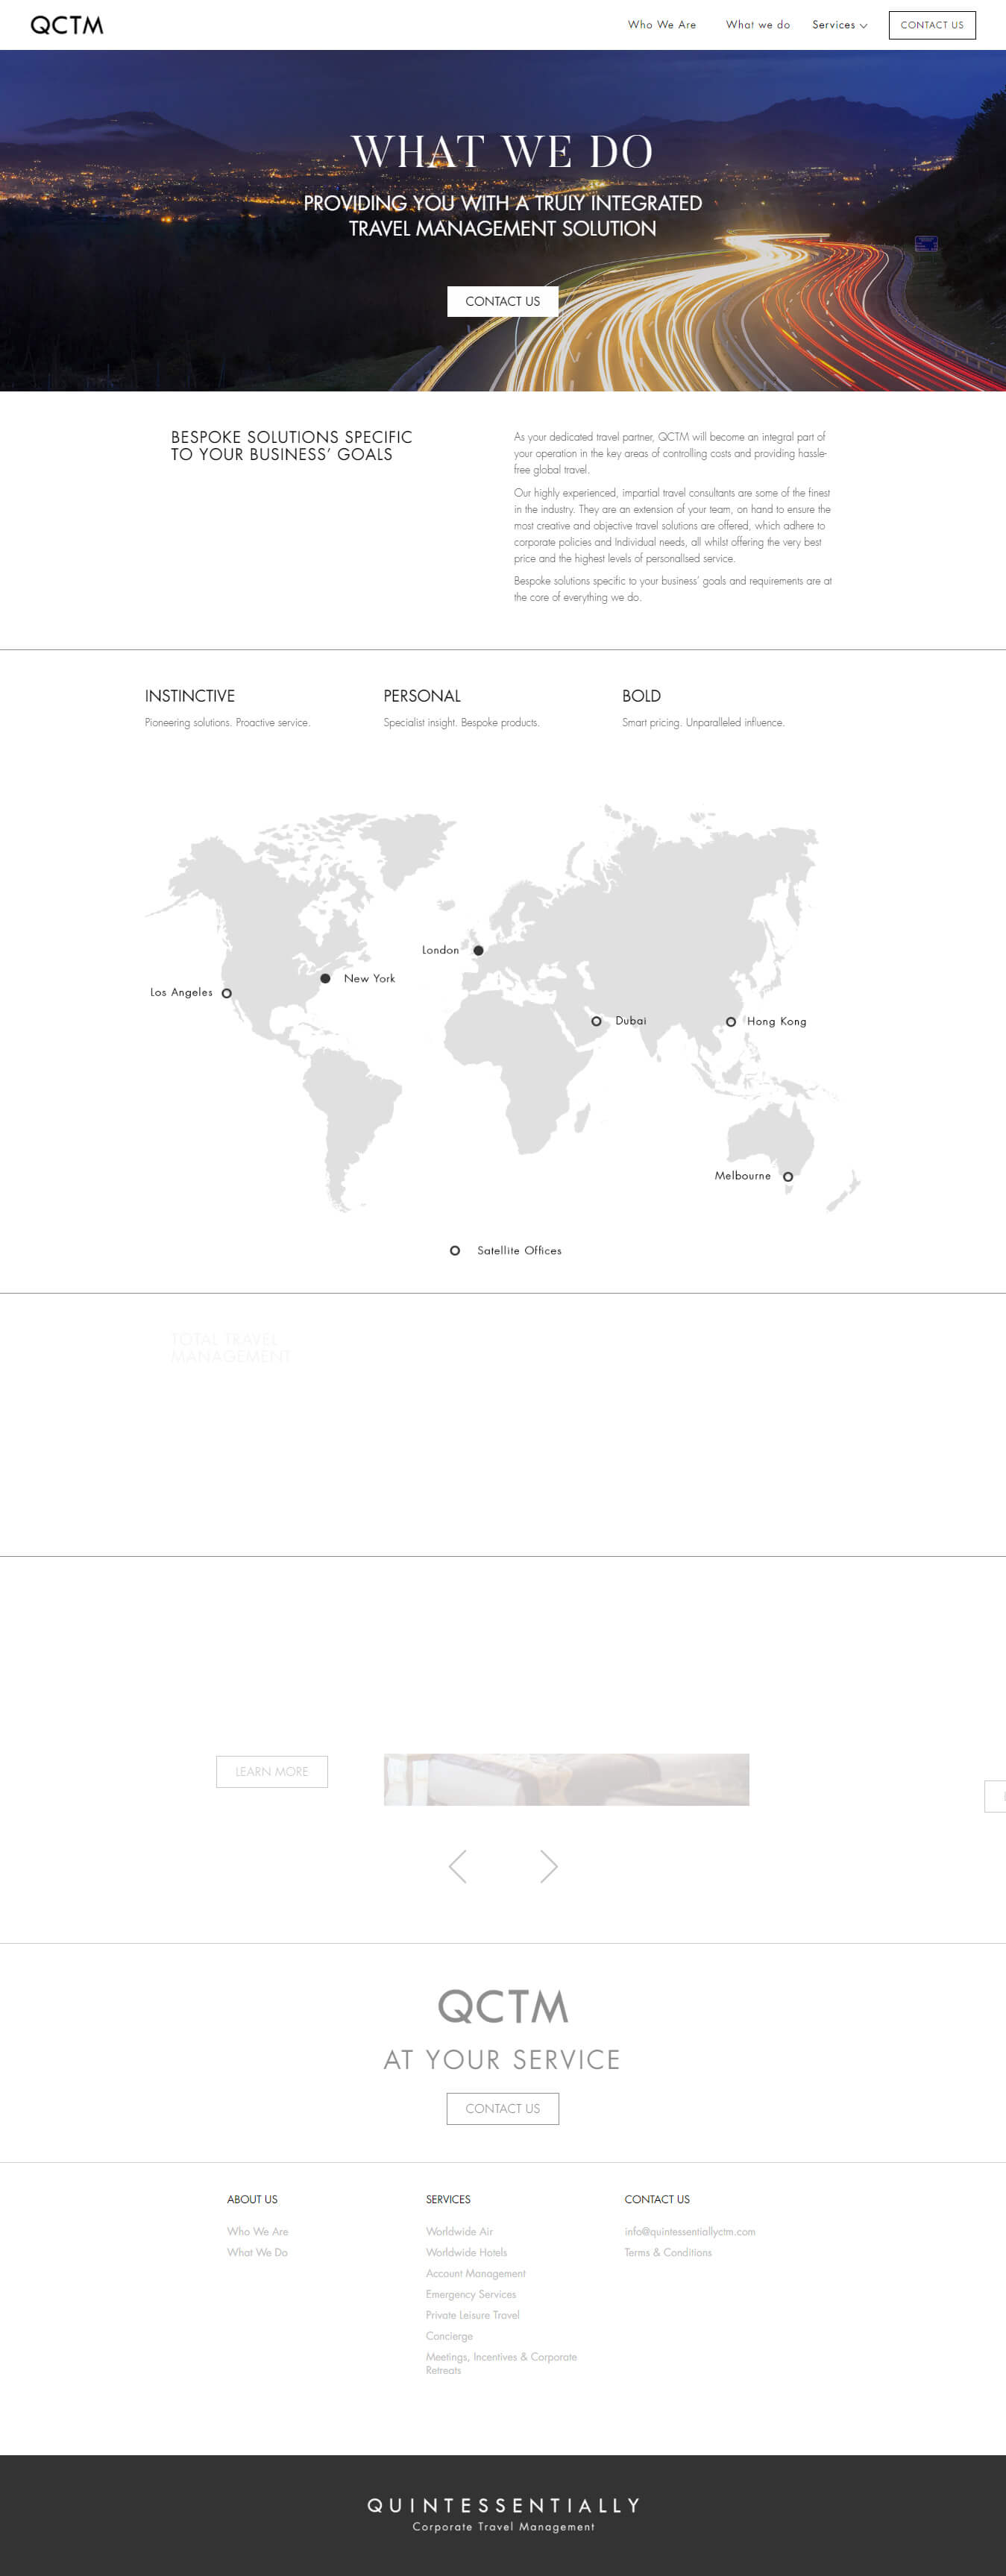 QCTM
Who We Are
What we do
Services
CONTACT US
WHAT WE DO
PROVIDING YOU WITH A TRULY INTEGRATED
TRAVEL MANAGEMENT SOLUTION
CONTACT US
BESPOKE SOLUTIONS SPECIFIC
TO YOUR BUSINESS’ GOALS
As your dedicated travel partner, QCTM will become an integral part of
your operation in the key areas of controlling costs and providing hassle-
free global travel.
Our highly experienced, impartial travel consultants are some of the finest
in the industry. They are an extension of your team, on hand to ensure the
most creative and objective travel solutions are offered, which adhere to
corporate policies and Individual needs, all whilst offering the very best
price and the highest levels of personallsed service.
Bespoke solutions specific to your business’ goals and requirements are at
the core of everything we do.
INSTINCTIVE
Pioneering solutions. Proactive service.
PERSONAL
Specialist insight. Bespoke products.
BOLD
Smart pricing. Unparalleled influence.
London
New York
Los Angeles
Dubai
Hong Kong
Melbourne
Satellite Offices
TOTAL TRAVEL
MANAGEMENT
LEARN MORE
QCTM
AT YOUR SERVICE
CONTACT US
ABOUT US
Who We Are
What We Do
SERVICES
Worldwide Air
Worldwide Hotels
Account Management
Emergency Services
Private Leisure Travel
Concierge
Meetings, Incentives & Corporate
Retreats
CONTACT US
info@quintessentiallyctm.com
Terms & Conditions
QUINTESSENTIALLY
Corporate Travel Management